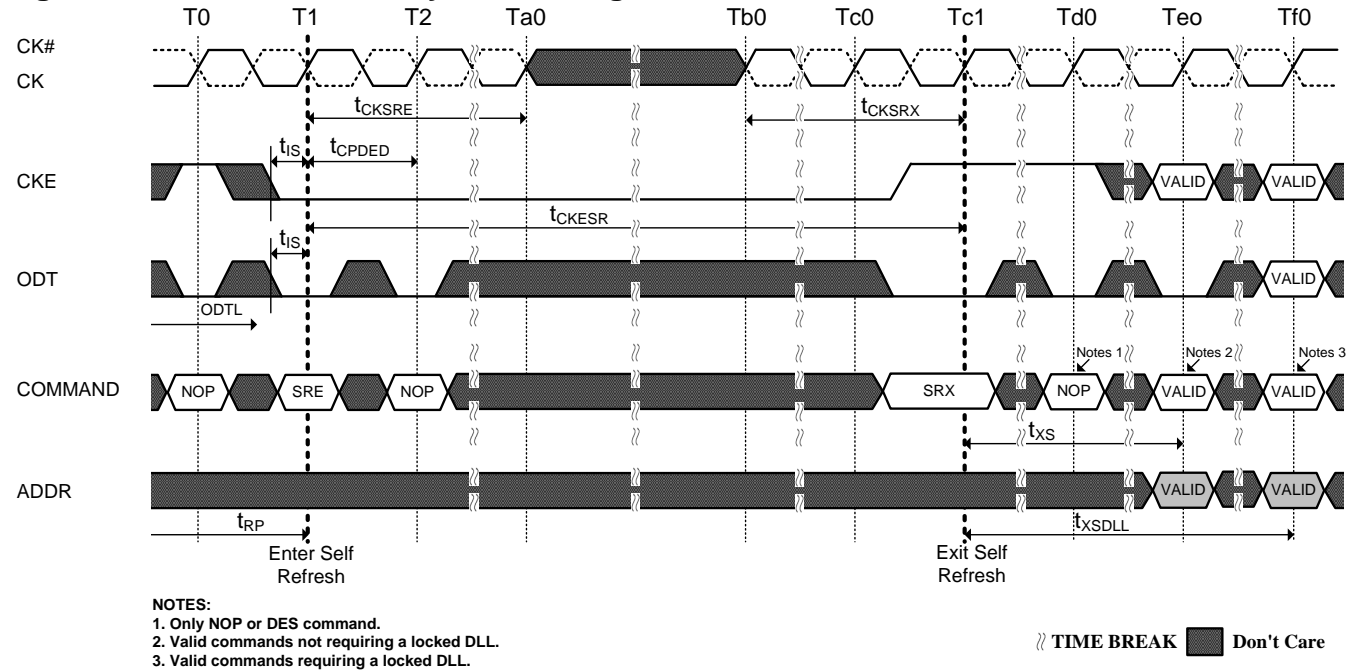 T0 T1 T2 Ta0 Tb0 Tc0 Tc1 Td0 Teo Tf0
CK#
CK
tCKSRE tCKSRX
tIS tCPDED
CKE VALID VALID
tCKESR
tIS
ODT VALID
ODTL
Notes 1 Notes 2 Notes 3
COMMAND NOP SRE NOP SRX NOP VALID VALID
tXS
ADDR VALID VALID
tRP tXSDLL
Enter Self Refresh
Exit Self Refresh
NOTES:
1. Only NOP or DES command.
2. Valid commands not requiring a locked DLL.
3. Valid commands requiring a locked DLL.
TIME BREAK Don't Care